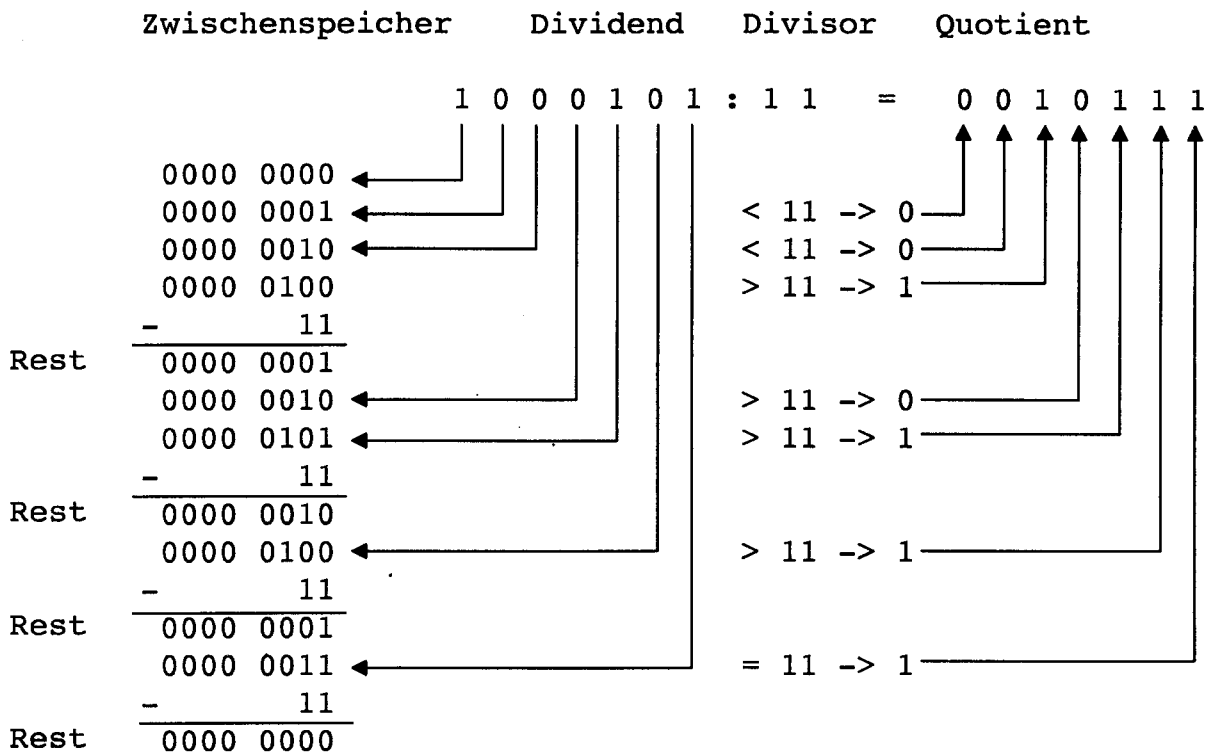 Zwischenspeicher Dividend Divisor Quotient
1 0 0 0 1 0 1 : 1 1 = 0 0 1 0 1 1 1
0000 0000
0000 0001 < 11 -> 0
0000 0010 < 11 -> 0
0000 0100 > 11 -> 1
- 11
Rest 0000 0001
0000 0010 > 11 -> 0
0000 0101 > 11 -> 1
- 11
Rest 0000 0010
0000 0100 > 11 -> 1
- 11
Rest 0000 0001
0000 0011 = 11 -> 1
- 11
Rest 0000 0000